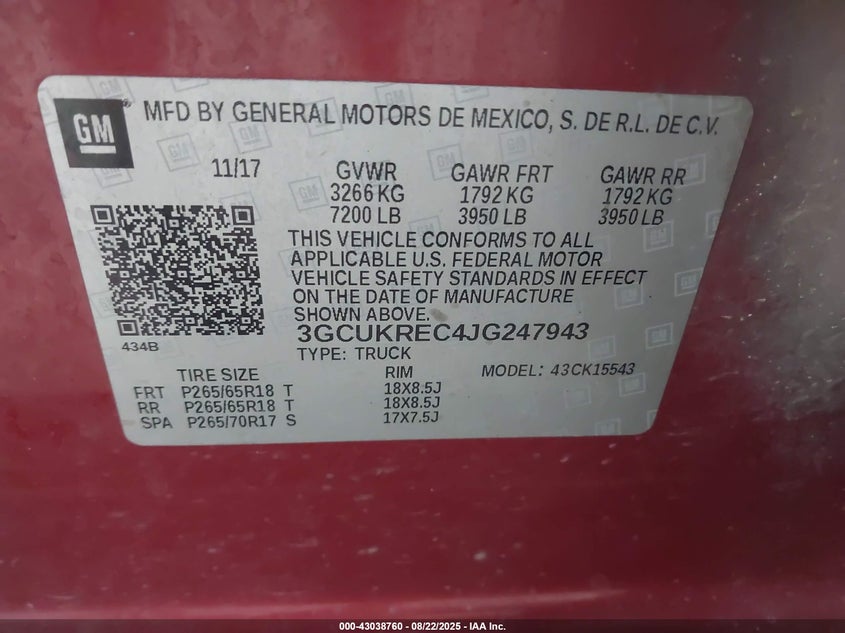 GM
MFD BY GENERAL MOTORS DE MEXICO, S. DE R.L. DE C.V.
11/17 GVWR GAWR FRT GAWR RR
3266 KG 1792 KG 1792 KG
7200 LB 3950 LB 3950 LB
THIS VEHICLE CONFORMS TO ALL
APPLICABLE U.S. FEDERAL MOTOR
VEHICLE SAFETY STANDARDS IN EFFECT
ON THE DATE OF MANUFACTURE
SHOWN ABOVE.
3GCUKREC4JG247943
434B
TYPE: TRUCK
TIRE SIZE RIM MODEL: 43CK15543
FRT P265/65R18 T 18X8.5J
RR P265/65R18 T 18X8.5J
SPA P265/70R17 S 17X7.5J
000-43038760 - 08/22/2025 - IAA Inc.